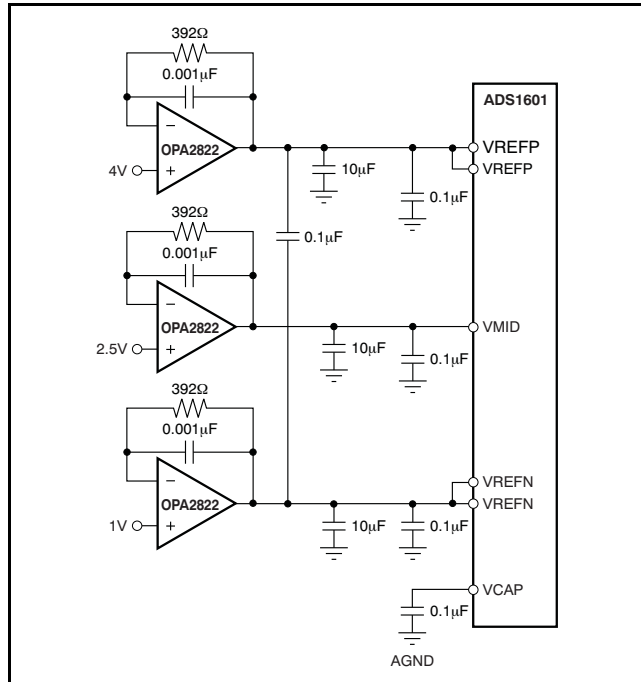 392Ω
0.001μF
ADS1601
OPA2822
VREFP
VREFP
4V
10μF
0.1μF
392Ω
0.1μF
0.001μF
OPA2822
VMID
2.5V
10μF
0.1μF
392Ω
0.001μF
VREFN
OPA2822
VREFN
1V
10μF
0.1μF
VCAP
0.1μF
AGND